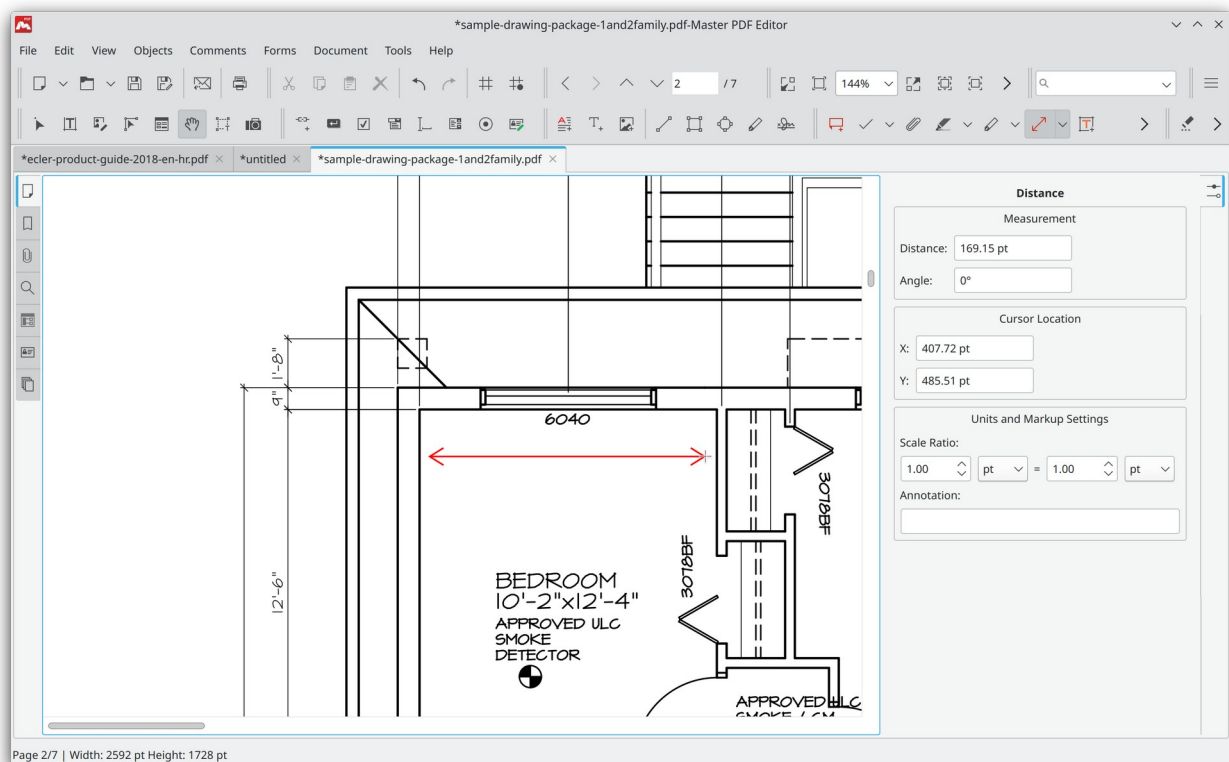 *sample-drawing-package-1and2family.pdf-Master PDF Editor
File Edit View Objects Comments Forms Document Tools Help
2 / 7 144%
*ecler-product-guide-2018-en-hr.pdf *untitled *sample-drawing-package-1and2family.pdf
Distance
Measurement
Distance: 169.15 pt
Angle: 0°
Cursor Location
X: 407.72 pt
Y: 485.51 pt
Units and Markup Settings
Scale Ratio:
1.00 pt = 1.00 pt
Annotation:
1'-8"
9"
6040
3078BF
3078BF
12'-6"
BEDROOM
10'-2"x12'-4"
APPROVED ULC
SMOKE
DETECTOR
APPROVED ULC
SMOKE / CM
Page 2/7 | Width: 2592 pt Height: 1728 pt